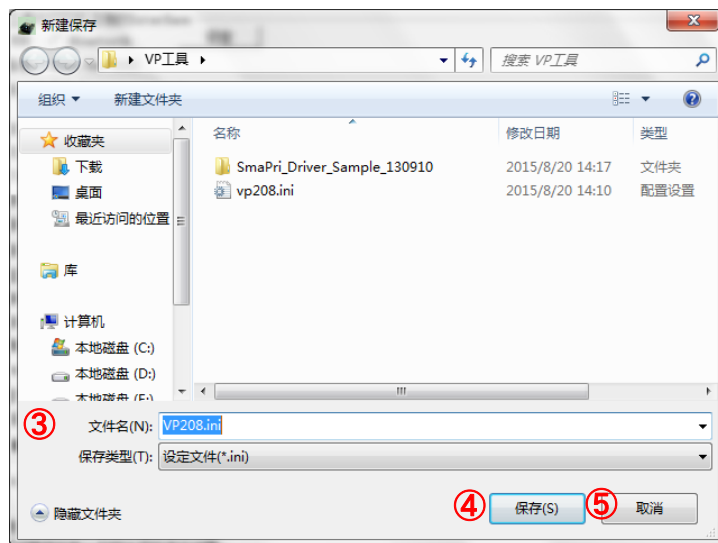 新建保存
VP工具
搜索 VP工具
组织
新建文件夹
名称
修改日期
类型
收藏夹
下载
桌面
最近访问的位置
库
计算机
本地磁盘 (C:)
本地磁盘 (D:)
本地磁盘 (E:)
SmaPri_Driver_Sample_130910
2015/8/20 14:17
文件夹
vp208.ini
2015/8/20 14:10
配置设置
③
文件名(N):
VP208.ini
保存类型(T):
设定文件(*.ini)
隐藏文件夹
④
保存(S)
⑤
取消